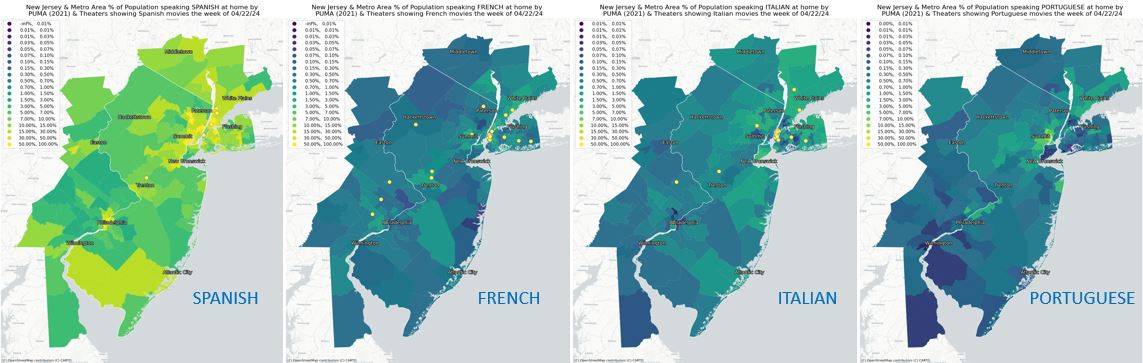 New Jersey & Metro Area % of Population speaking SPANISH at home by
PUMA (2021) & Theaters showing Spanish movies the week of 04/22/24
-inf%, 0.01%
0.01%, 0.01%
0.01%, 0.03%
0.03%, 0.05%
0.05%, 0.07%
0.07%, 0.10%
0.10%, 0.15%
0.15%, 0.30%
0.30%, 0.50%
0.50%, 0.70%
0.70%, 1.00%
1.00%, 1.50%
1.50%, 3.00%
3.00%, 5.00%
5.00%, 7.00%
7.00%, 10.00%
10.00%, 15.00%
15.00%, 30.00%
30.00%, 50.00%
50.00%, 100.00%
Middletown
White Plains
Paterson
Hackettstown
Flushing
Summit
Easton
New Brunswick
Trenton
Philadelphia
Wilmington
Atlantic City
SPANISH
(C) OpenStreetMap contributors (C) CARTO
New Jersey & Metro Area % of Population speaking FRENCH at home by
PUMA (2021) & Theaters showing French movies the week of 04/22/24
-inf%, 0.01%
0.01%, 0.01%
0.01%, 0.03%
0.03%, 0.05%
0.05%, 0.07%
0.07%, 0.10%
0.10%, 0.15%
0.15%, 0.30%
0.30%, 0.50%
0.50%, 0.70%
0.70%, 1.00%
1.00%, 1.50%
1.50%, 3.00%
3.00%, 5.00%
5.00%, 7.00%
7.00%, 10.00%
10.00%, 15.00%
15.00%, 30.00%
30.00%, 50.00%
50.00%, 100.00%
Middletown
White Plains
Paterson
Hackettstown
Flushing
Summit
Easton
New Brunswick
Trenton
Philadelphia
Wilmington
Atlantic City
FRENCH
(C) OpenStreetMap contributors (C) CARTO
New Jersey & Metro Area % of Population speaking ITALIAN at home by
PUMA (2021) & Theaters showing Italian movies the week of 04/22/24
-inf%, 0.01%
0.01%, 0.01%
0.01%, 0.03%
0.03%, 0.05%
0.05%, 0.07%
0.07%, 0.10%
0.10%, 0.15%
0.15%, 0.30%
0.30%, 0.50%
0.50%, 0.70%
0.70%, 1.00%
1.00%, 1.50%
1.50%, 3.00%
3.00%, 5.00%
5.00%, 7.00%
7.00%, 10.00%
10.00%, 15.00%
15.00%, 30.00%
30.00%, 50.00%
50.00%, 100.00%
Middletown
White Plains
Paterson
Hackettstown
Flushing
Summit
Easton
New Brunswick
Trenton
Philadelphia
Wilmington
Atlantic City
ITALIAN
(C) OpenStreetMap contributors (C) CARTO
New Jersey & Metro Area % of Population speaking PORTUGUESE at home by
PUMA (2021) & Theaters showing Portuguese movies the week of 04/22/24
0.00%, 0.01%
0.01%, 0.01%
0.01%, 0.03%
0.03%, 0.05%
0.05%, 0.07%
0.07%, 0.10%
0.10%, 0.15%
0.15%, 0.30%
0.30%, 0.50%
0.50%, 0.70%
0.70%, 1.00%
1.00%, 1.50%
1.50%, 3.00%
3.00%, 5.00%
5.00%, 7.00%
7.00%, 10.00%
10.00%, 15.00%
15.00%, 30.00%
30.00%, 50.00%
50.00%, 100.00%
Middletown
White Plains
Paterson
Hackettstown
Flushing
Summit
Easton
New Brunswick
Trenton
Philadelphia
Wilmington
Atlantic City
PORTUGUESE
(C) OpenStreetMap contributors (C) CARTO